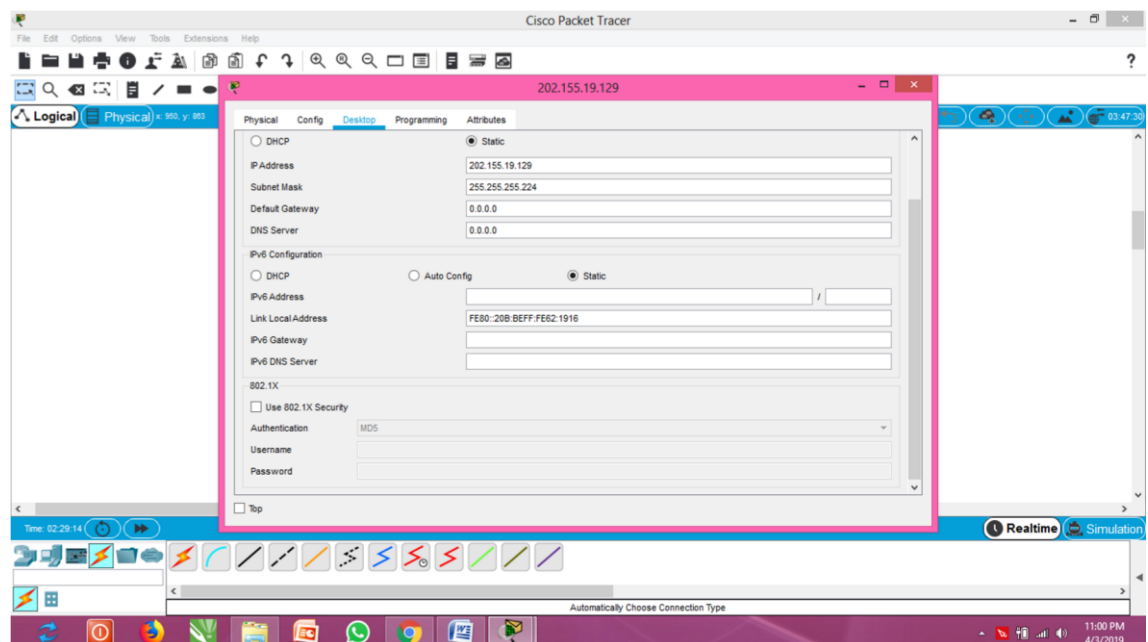 Cisco Packet Tracer
File Edit Options View Tools Extensions Help
?
202.155.19.129
Logical Physical x: 950, y: 863
03:47:30
Physical Config Desktop Programming Attributes
DHCP Static
IP Address 202.155.19.129
Subnet Mask 255.255.255.224
Default Gateway 0.0.0.0
DNS Server 0.0.0.0
IPv6 Configuration
DHCP Auto Config Static
IPv6 Address /
Link Local Address FE80::20B:BEFF:FE62:1916
IPv6 Gateway
IPv6 DNS Server
802.1X
Use 802.1X Security
Authentication MD5
Username
Password
Top
Time: 02:29:14 Realtime Simulation
Automatically Choose Connection Type
11:00 PM
4/3/2019